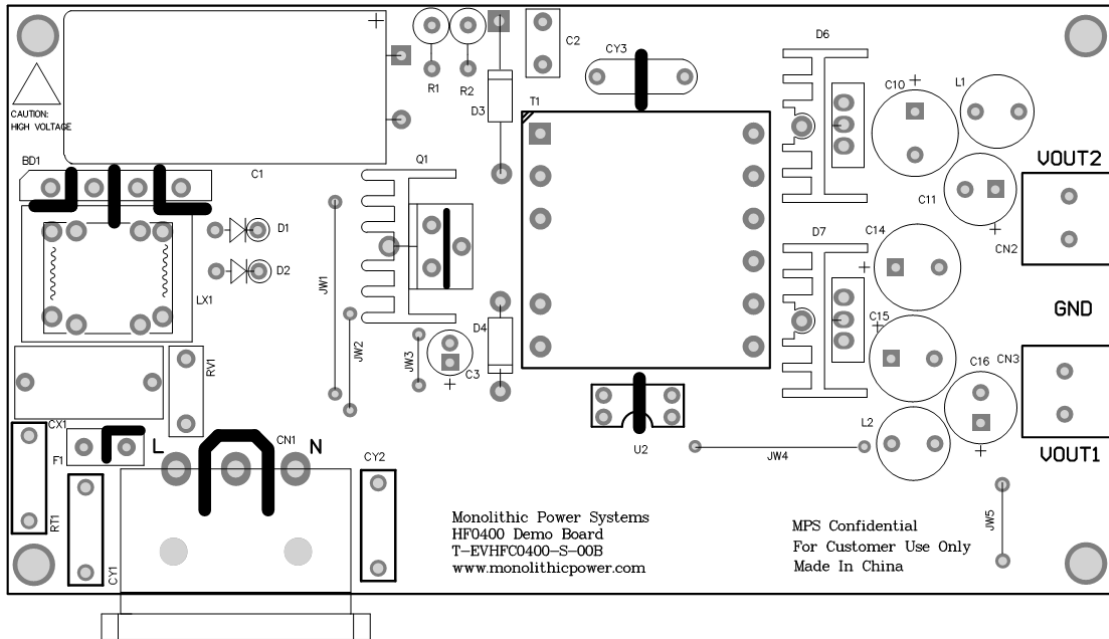 +
D6
R1
R2
C2
CY3
C10
L1
+
D3
T1
CAUTION:
HIGH VOLTAGE
BD1
C1
Q1
VOUT2
C11
+
CN2
D1
D2
LX1
JW1
D7
C14
+
GND
JW2
JW3
D4
C3
+
C15
+
C16
CN3
RV1
CX1
F1
L
CN1
N
CY2
U2
JW4
L2
+
VOUT1
RT1
CY1
JW5
Monolithic Power Systems
HF0400 Demo Board
T-EVHFC0400-S-00B
www.monolithicpower.com
MPS Confidential
For Customer Use Only
Made In China